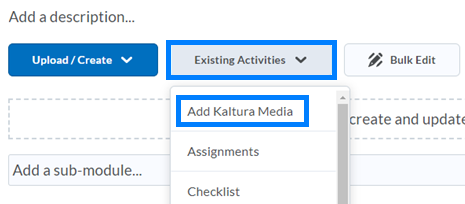 Add a description...
Upload / Create Existing Activities Bulk Edit
Add Kaltura Media
create and update
Assignments
Add a sub-module...
Checklist